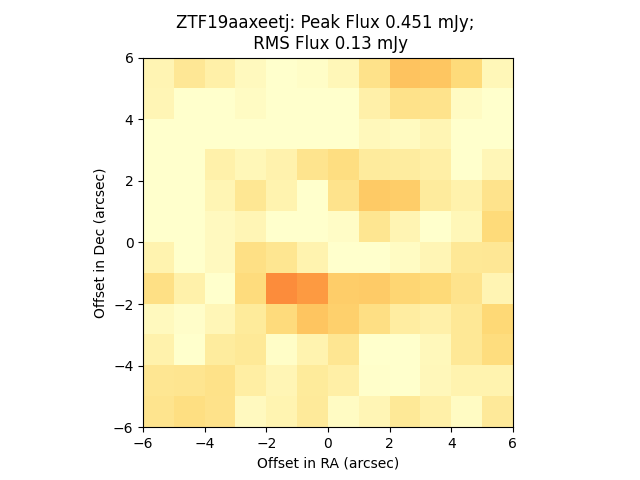 ZTF19aaxeetj: Peak Flux 0.451 mJy;
RMS Flux 0.13 mJy
6
4
2
0
−2
−4
−6
Offset in Dec (arcsec)
−6 −4 −2 0 2 4 6
Offset in RA (arcsec)